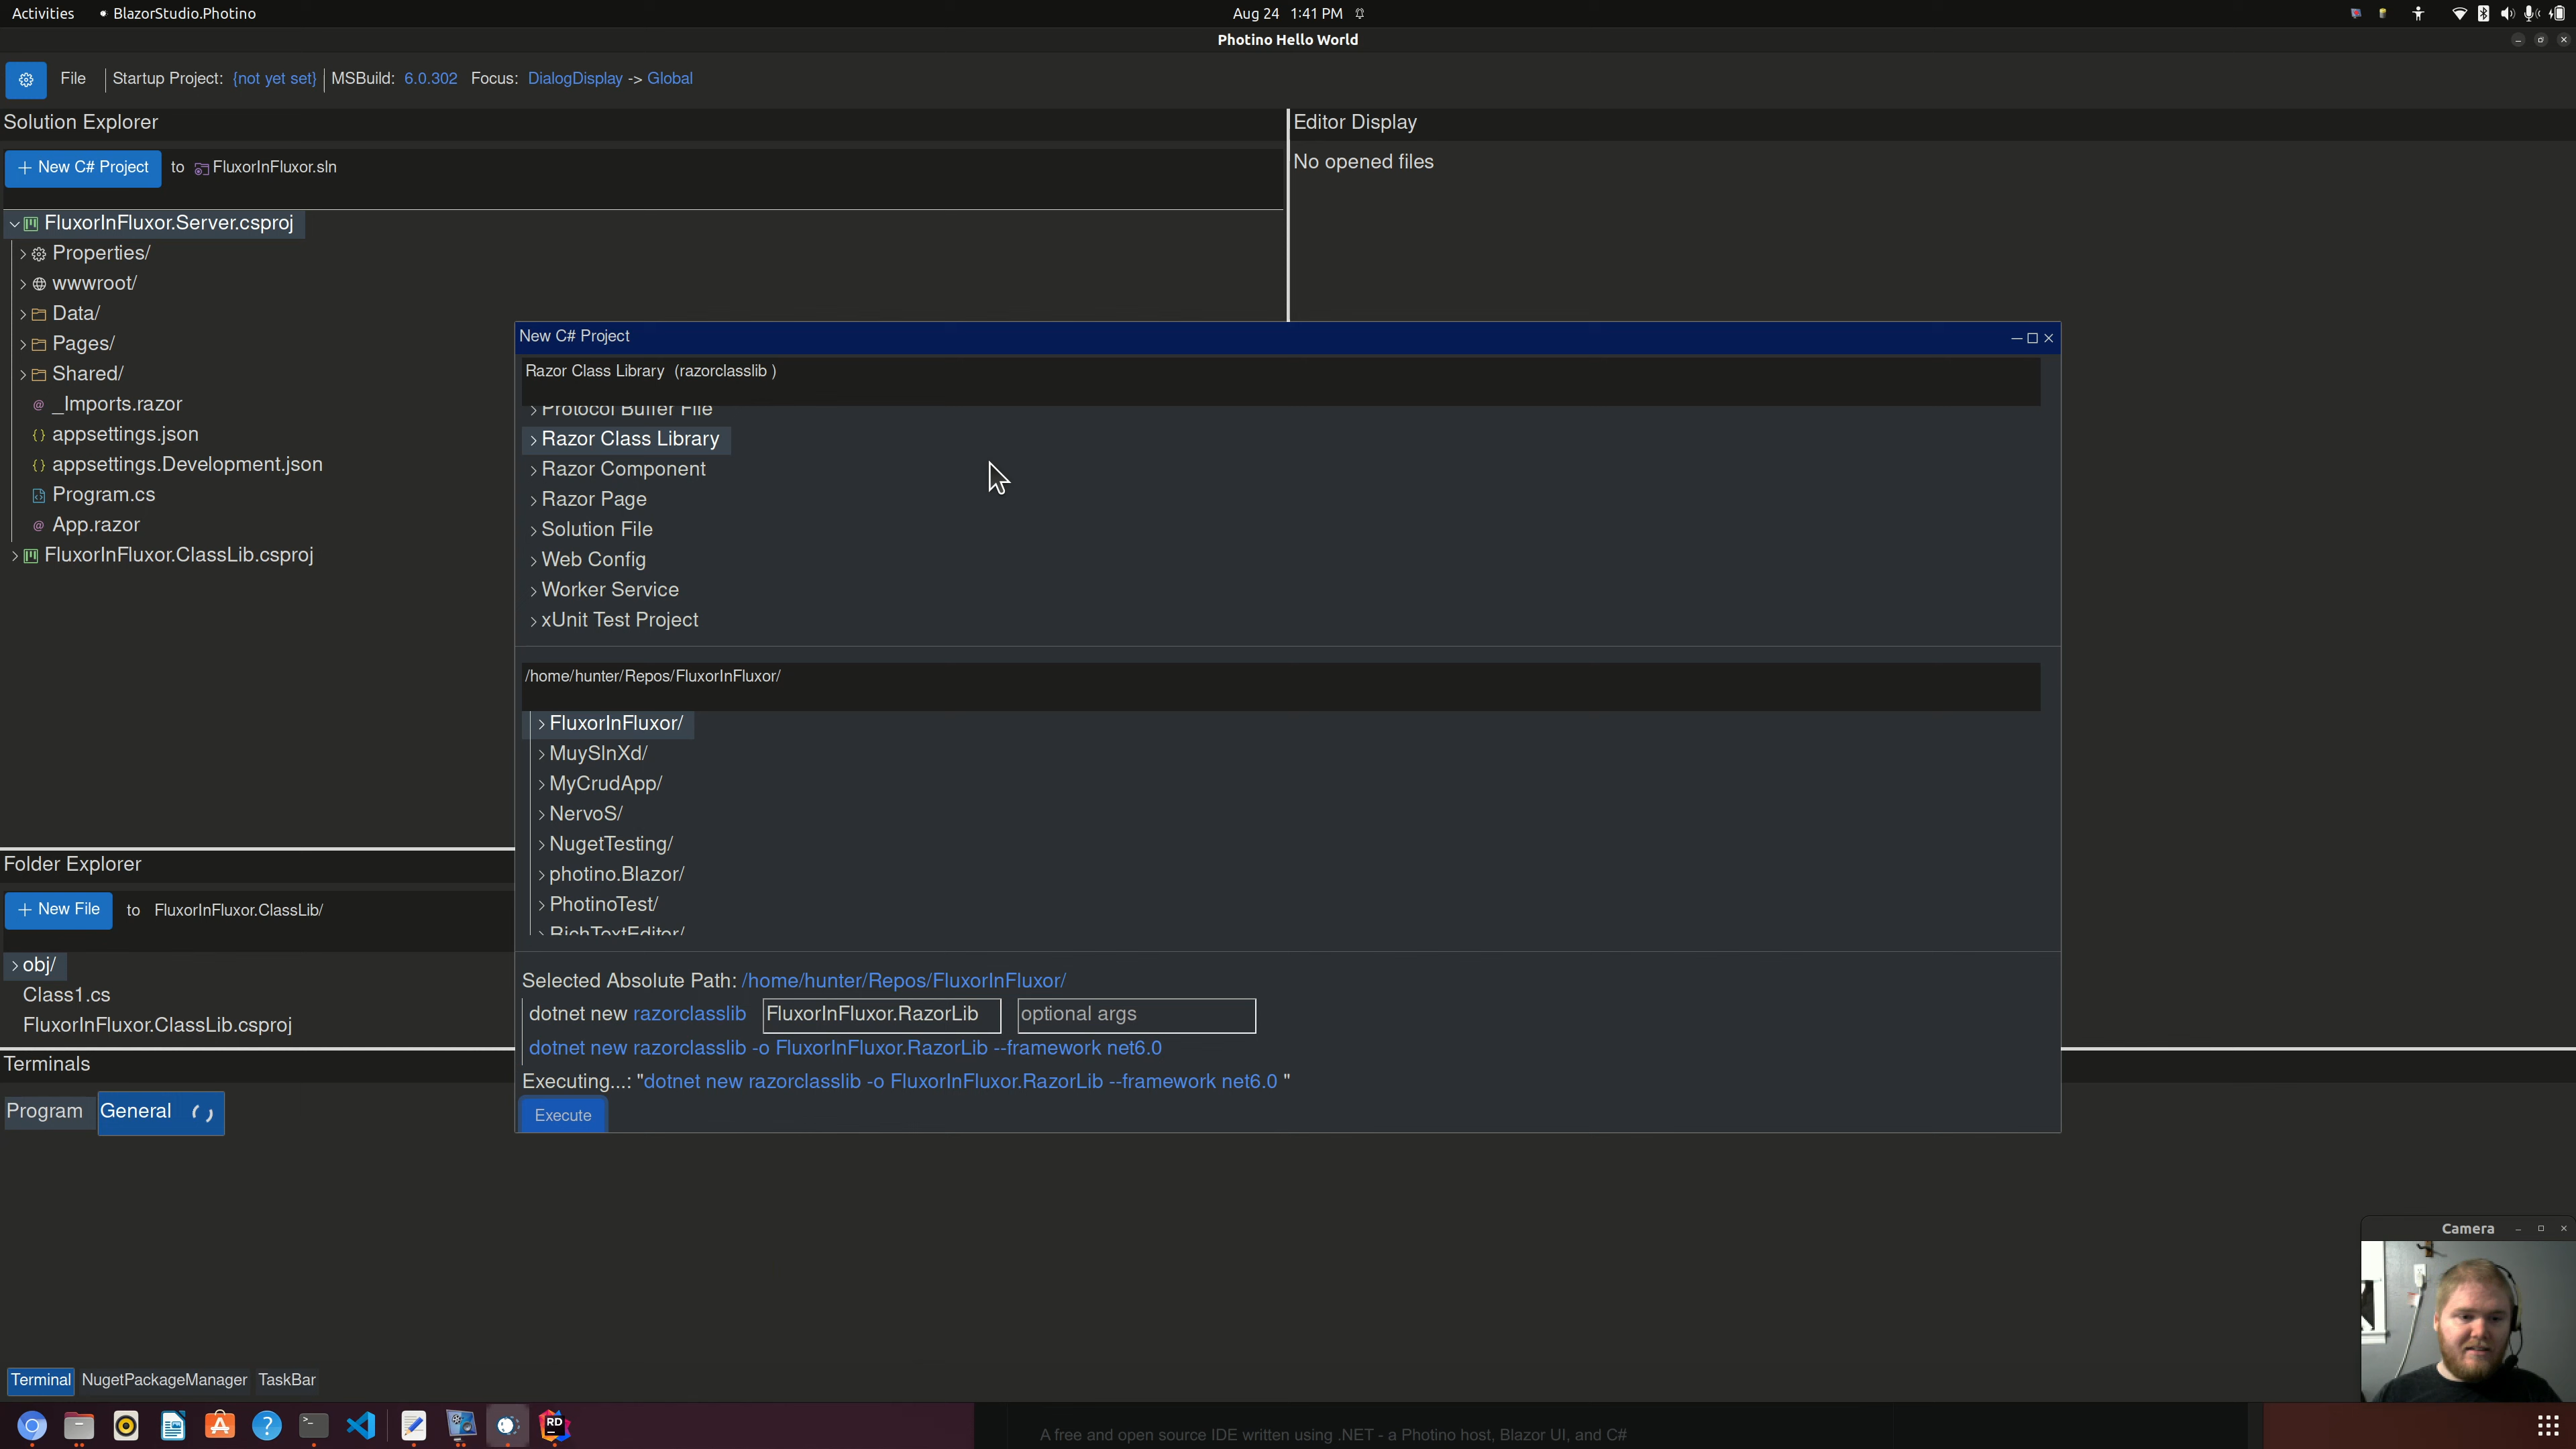 Activities BlazorStudio.Photino Aug 24 1:41 PM
Photino Hello World
File Startup Project: {not yet set} MSBuild: 6.0.302 Focus: DialogDisplay -> Global
Solution Explorer
+ New C# Project to FluxorInFluxor.sln
FluxorInFluxor.Server.csproj
Properties/
wwwroot/
Data/
Pages/
Shared/
_Imports.razor
appsettings.json
appsettings.Development.json
Program.cs
App.razor
FluxorInFluxor.ClassLib.csproj
Editor Display
No opened files
New C# Project
Razor Class Library (razorclasslib )
Protocol Buffer File
Razor Class Library
Razor Component
Razor Page
Solution File
Web Config
Worker Service
xUnit Test Project
/home/hunter/Repos/FluxorInFluxor/
FluxorInFluxor/
MuySlnXd/
MyCrudApp/
NervoS/
NugetTesting/
photino.Blazor/
PhotinoTest/
RichTextEditor/
Selected Absolute Path: /home/hunter/Repos/FluxorInFluxor/
dotnet new razorclasslib FluxorInFluxor.RazorLib optional args
dotnet new razorclasslib -o FluxorInFluxor.RazorLib --framework net6.0
Executing...: "dotnet new razorclasslib -o FluxorInFluxor.RazorLib --framework net6.0 "
Execute
Folder Explorer
+ New File to FluxorInFluxor.ClassLib/
obj/
Class1.cs
FluxorInFluxor.ClassLib.csproj
Terminals
Program General
Camera
Terminal NugetPackageManager TaskBar
RD
A free and open source IDE written using .NET - a Photino host, Blazor UI, and C#